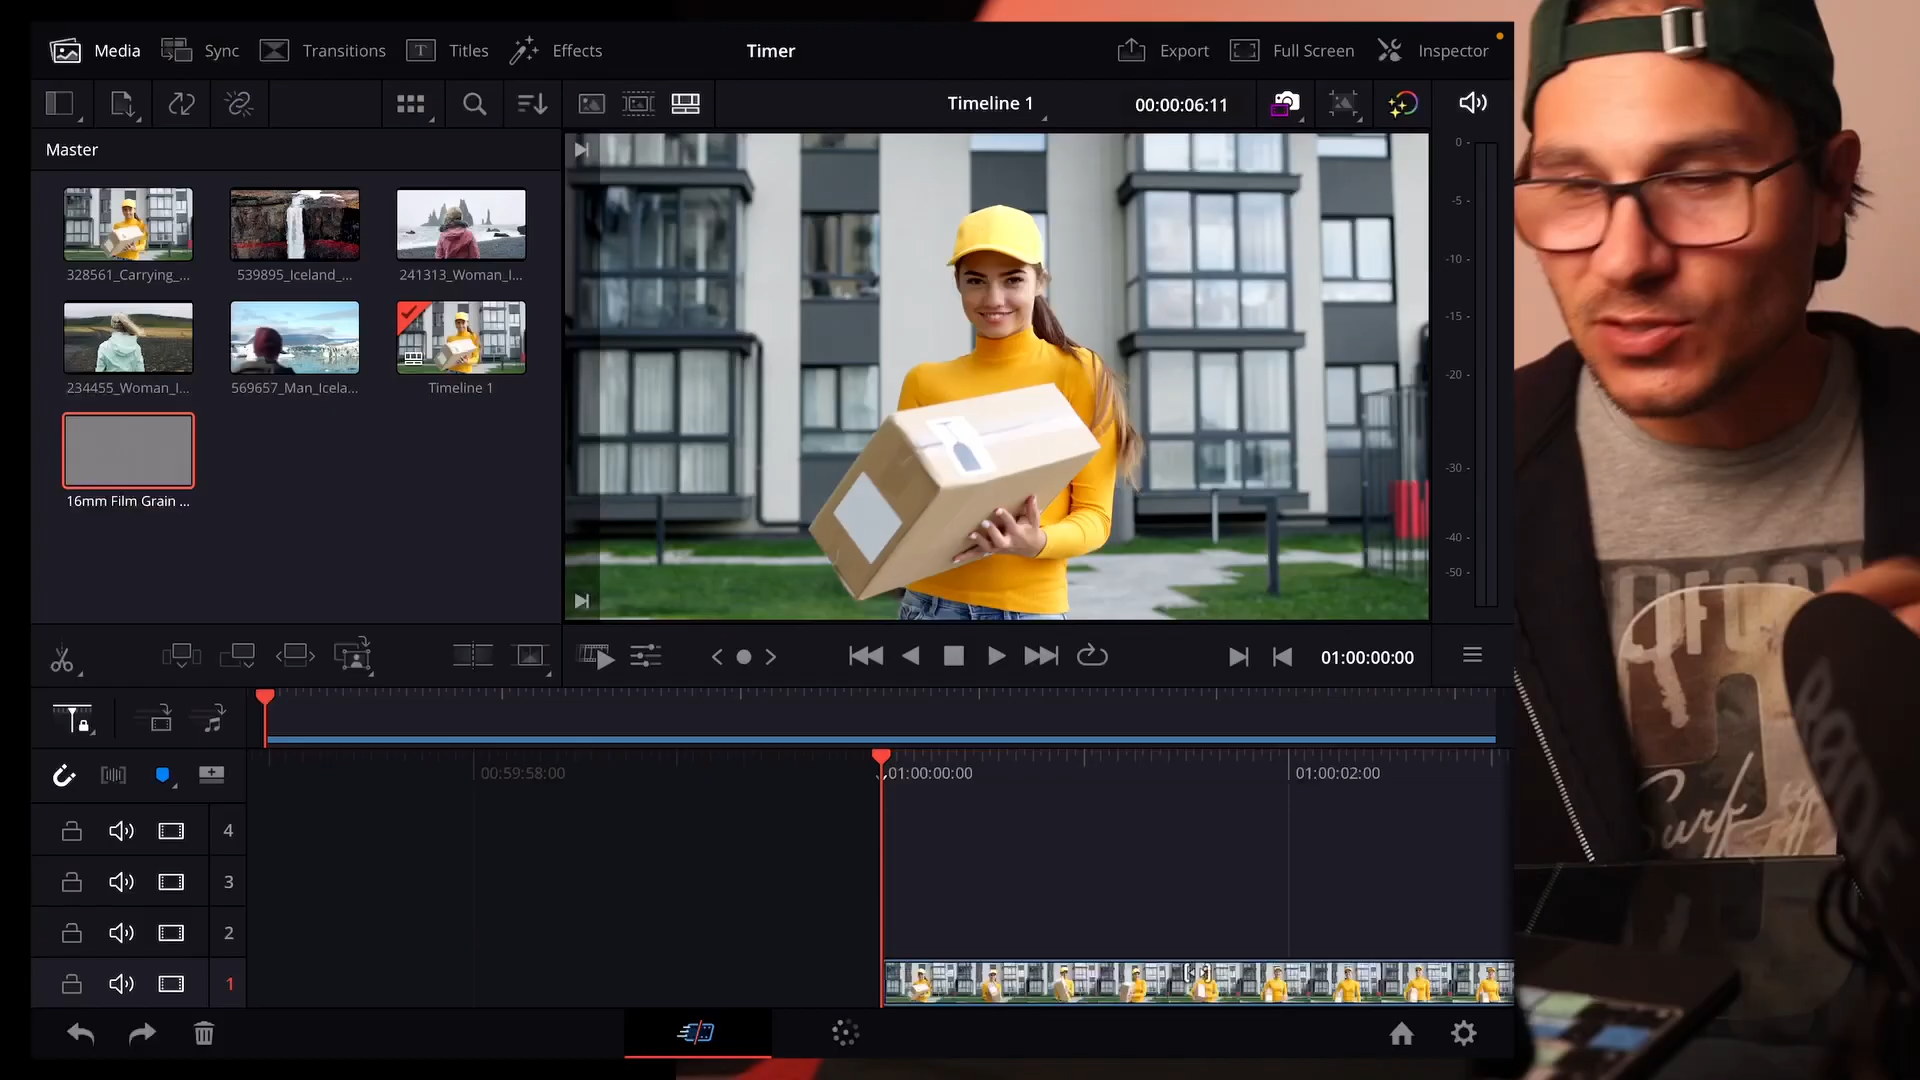 Media
Sync
Transitions
T
Titles
Effects
Timer
Export
Full Screen
Inspector
Timeline 1
00:00:06:11
Master
328561_Carrying_...
539895_Iceland_...
241313_Woman_I...
234455_Woman_I...
569657_Man_Icela...
Timeline 1
16mm Film Grain ...
0 -
-5 -
-10 -
-15 -
-20 -
-30 -
-40 -
-50 -
01:00:00:00
00:59:58:00
01:00:00:00
01:00:02:00
4
3
2
1
Surf
RODE